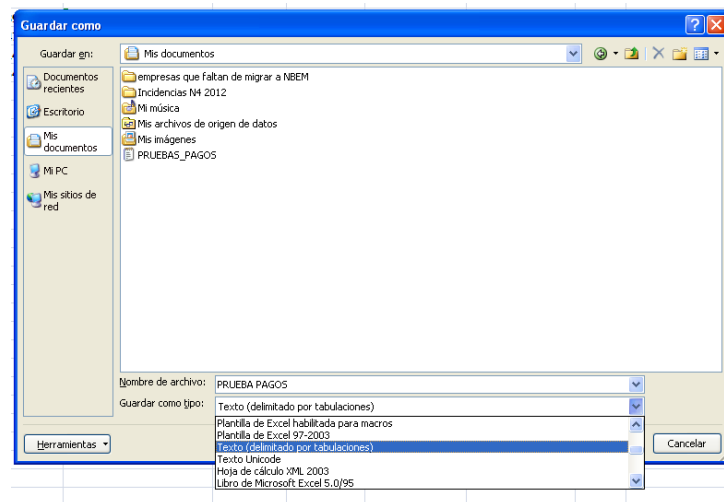 Guardar como
Guardar en:
Mis documentos
Documentos recientes
Escritorio
Mis documentos
Mi PC
Mis sitios de red
empresas que faltan de migrar a NBEM
Incidencias N4 2012
Mi música
Mis archivos de origen de datos
Mis imágenes
PRUEBAS_PAGOS
Nombre de archivo:
PRUEBA PAGOS
Guardar como tipo:
Texto (delimitado por tabulaciones)
Plantilla de Excel habilitada para macros
Plantilla de Excel 97-2003
Texto (delimitado por tabulaciones)
Texto Unicode
Hoja de cálculo XML 2003
Libro de Microsoft Excel 5.0/95
Herramientas
Cancelar